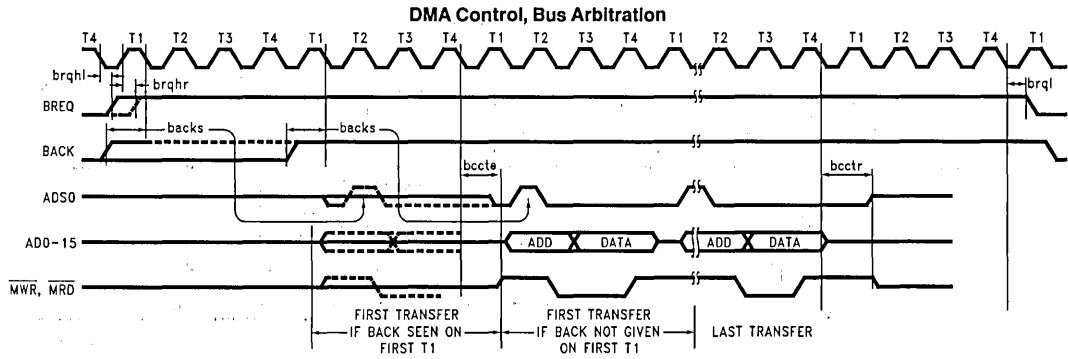 DMA Control, Bus Arbitration
T4 T1 T2 T3 T4 T1 T2 T3 T4 T1 T2 T3 T4 T1 T2 T3 T4 T1 T2 T3 T4 T1
brqhl
brqhr
brql
BREQ
backs
backs
BACK
bccte
bcctr
ADS0
AD0-15
ADD
DATA
ADD
DATA
MWR, MRD
FIRST TRANSFER
IF BACK SEEN ON
FIRST T1
FIRST TRANSFER
IF BACK NOT GIVEN
ON FIRST T1
LAST TRANSFER